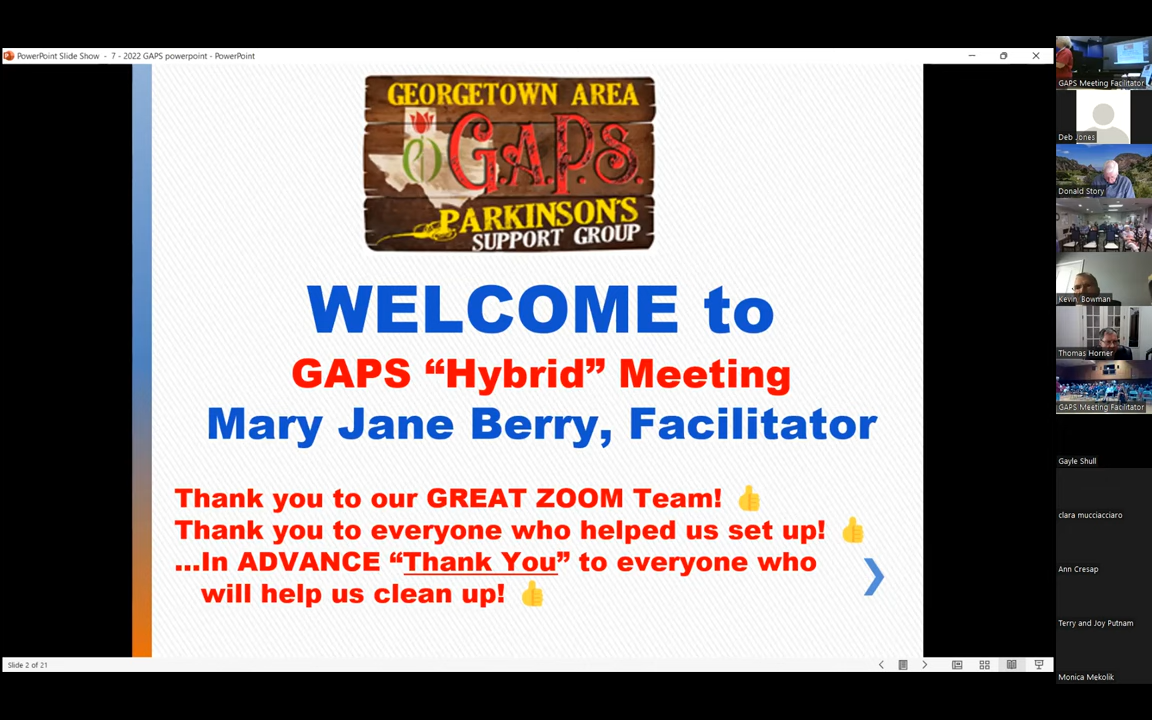 PowerPoint Slide Show - 7 - 2022 GAPS powerpoint - PowerPoint
GEORGETOWN AREA
G.A.P.S.
PARKINSON'S
SUPPORT GROUP
WELCOME to
GAPS “Hybrid” Meeting
Mary Jane Berry, Facilitator
Thank you to our GREAT ZOOM Team! 👍
Thank you to everyone who helped us set up! 👍
...In ADVANCE “Thank You” to everyone who
will help us clean up! 👍
Slide 2 of 21
GAPS Meeting Facilitator
Deb Jones
Donald Story
Kevin Bowman
Thomas Horner
GAPS Meeting Facilitator
Gayle Shull
clara mucciacciaro
Ann Cresap
Terry and Joy Putnam
Monica Mekolik